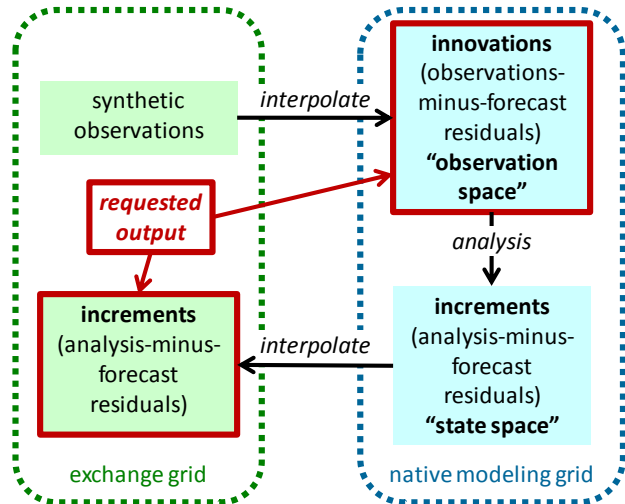 synthetic
observations
interpolate
innovations
(observations-
minus-forecast
residuals)
“observation
space”
requested
output
analysis
increments
(analysis-minus-
forecast
residuals)
interpolate
increments
(analysis-minus-
forecast
residuals)
“state space”
exchange grid
native modeling grid